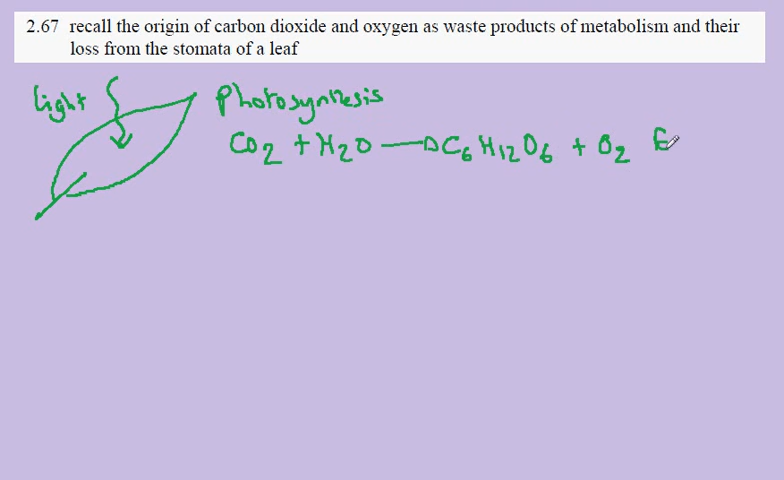 2.67 recall the origin of carbon dioxide and oxygen as waste products of metabolism and their
loss from the stomata of a leaf
light
Photosynthesis
CO2 + H2O → C6H12O6 + O2 E